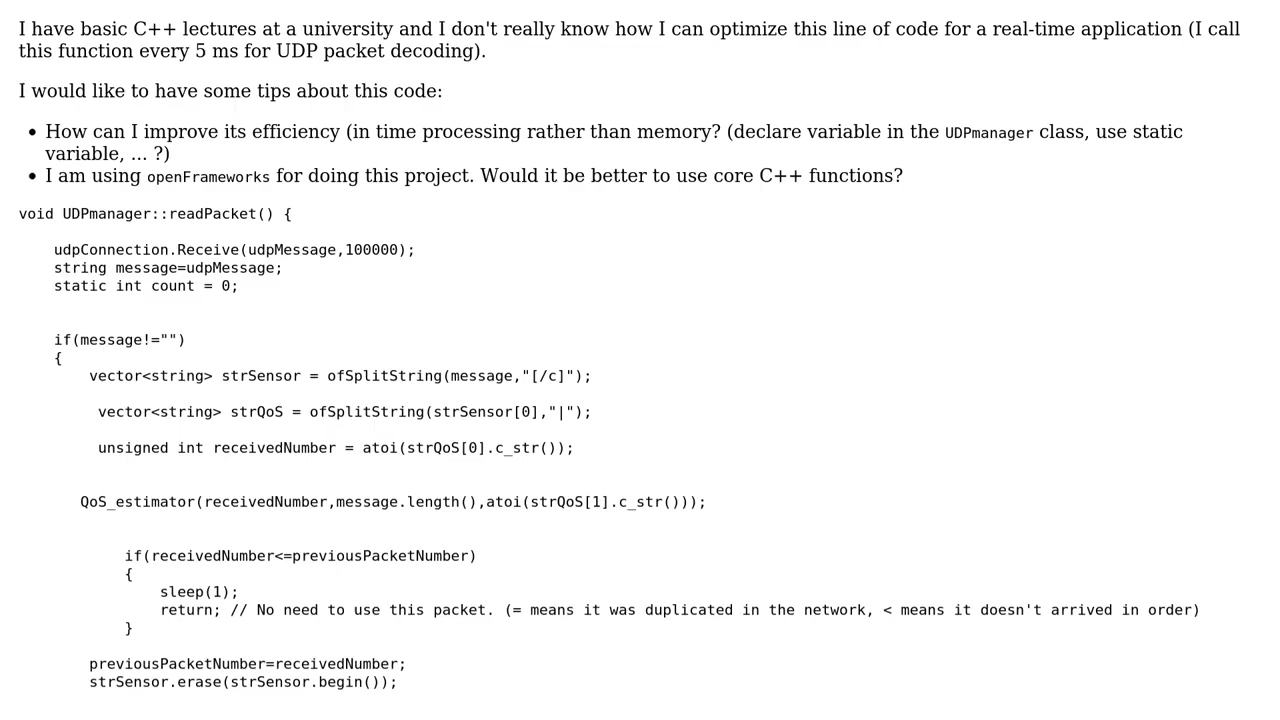 I have basic C++ lectures at a university and I don't really know how I can optimize this line of code for a real-time application (I call
this function every 5 ms for UDP packet decoding).
I would like to have some tips about this code:
• How can I improve its efficiency (in time processing rather than memory? (declare variable in the UDPmanager class, use static
variable, ... ?)
• I am using openFrameworks for doing this project. Would it be better to use core C++ functions?
void UDPmanager::readPacket() {
    udpConnection.Receive(udpMessage,100000);
    string message=udpMessage;
    static int count = 0;
    if(message!="")
    {
        vector<string> strSensor = ofSplitString(message,"[/c]");
         vector<string> strQoS = ofSplitString(strSensor[0],"|");
         unsigned int receivedNumber = atoi(strQoS[0].c_str());
       QoS_estimator(receivedNumber,message.length(),atoi(strQoS[1].c_str()));
            if(receivedNumber<=previousPacketNumber)
            {
                sleep(1);
                return; // No need to use this packet. (= means it was duplicated in the network, < means it doesn't arrived in order)
            }
        previousPacketNumber=receivedNumber;
        strSensor.erase(strSensor.begin());